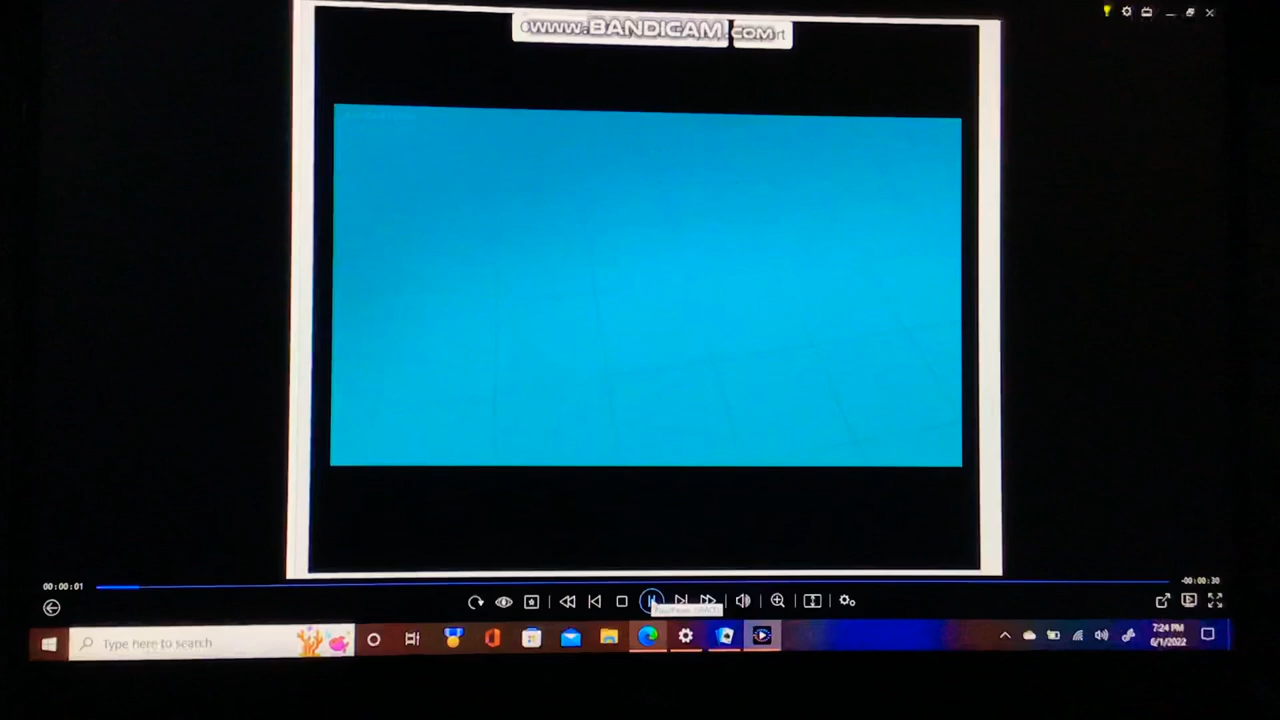 www.BANDICAM.COM
00:00:01
-00:00:30
Type here to search
7:24 PM
6/1/2022